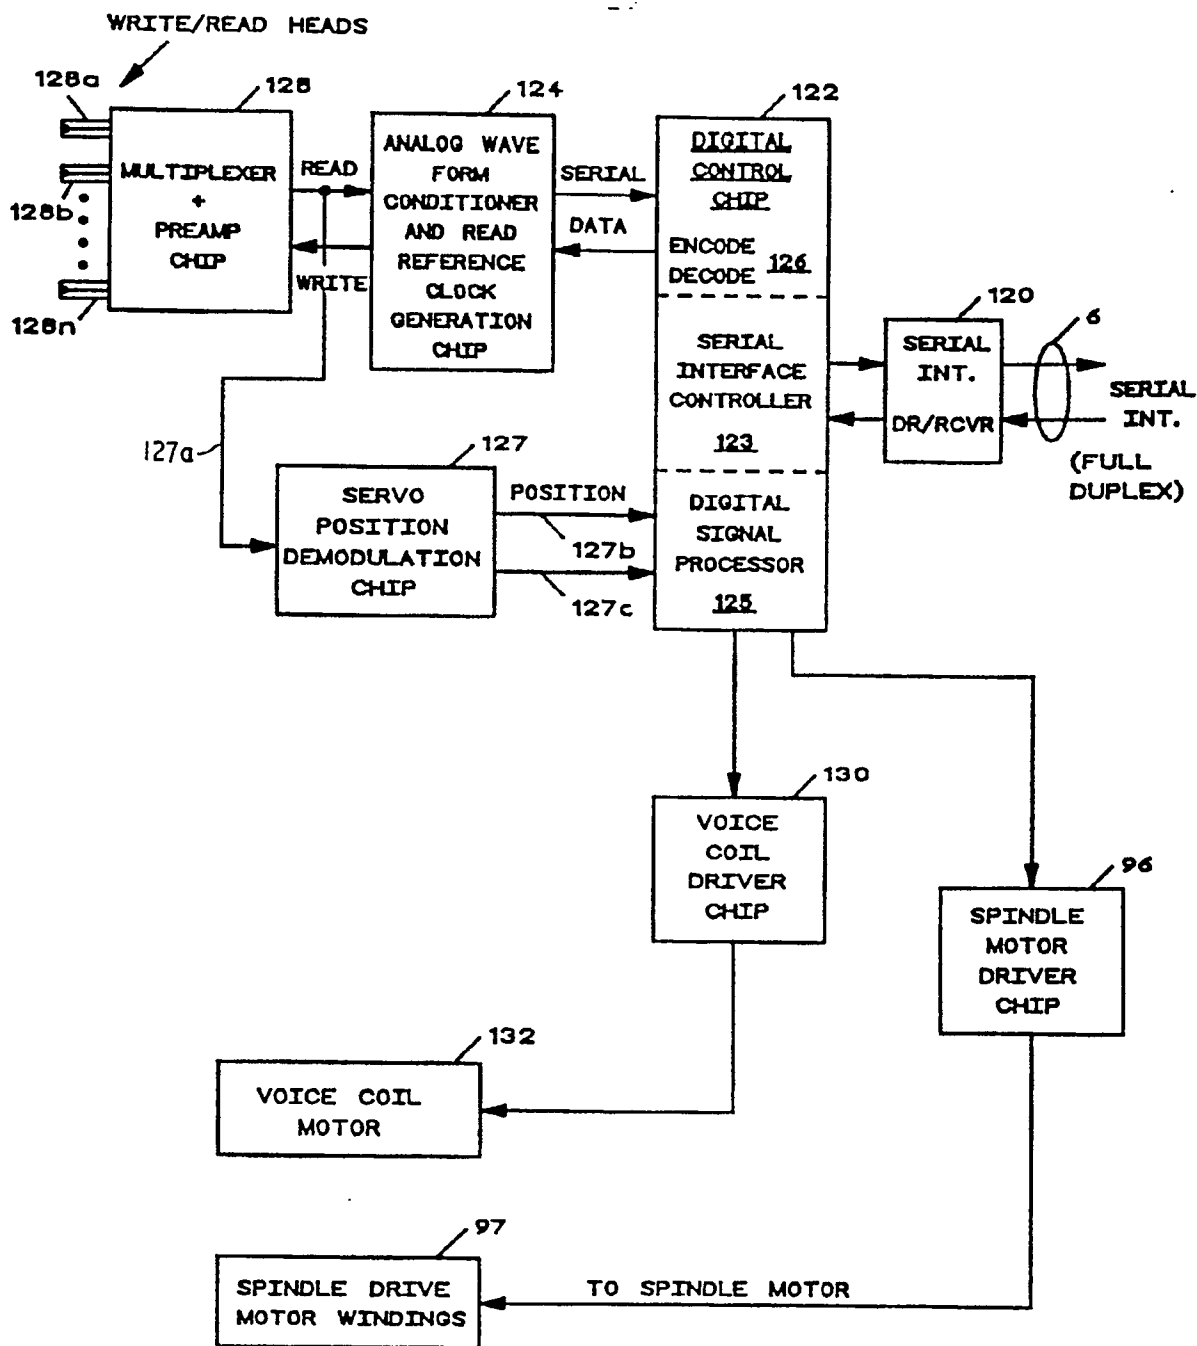 WRITE/READ HEADS
128a
128
124
122
128b
128n
MULTIPLEXER
+
PREAMP
CHIP
READ
WRITE
ANALOG WAVE
FORM
CONDITIONER
AND READ
REFERENCE
CLOCK
GENERATION
CHIP
SERIAL
DATA
DIGITAL
CONTROL
CHIP
ENCODE
DECODE 126
SERIAL
INTERFACE
CONTROLLER
123
DIGITAL
SIGNAL
PROCESSOR
125
120
SERIAL
INT.
DR/RCVR
6
SERIAL
INT.
(FULL
DUPLEX)
127a
127
SERVO
POSITION
DEMODULATION
CHIP
POSITION
127b
127c
130
VOICE
COIL
DRIVER
CHIP
96
SPINDLE
MOTOR
DRIVER
CHIP
132
VOICE COIL
MOTOR
97
SPINDLE DRIVE
MOTOR WINDINGS
TO SPINDLE MOTOR